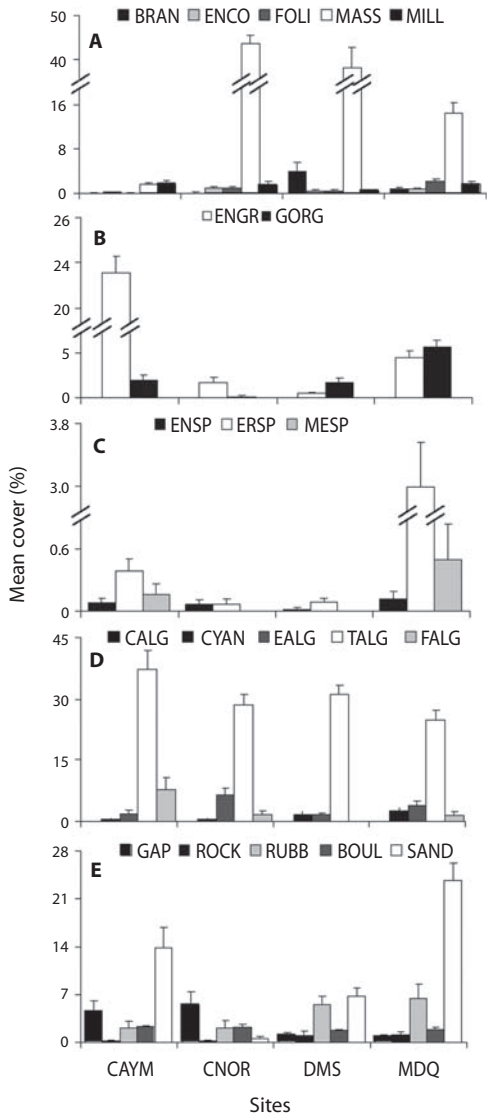 BRAN ENCO FOLI MASS MILL
50
A
40
16
8
0
ENGR GORG
26
B
24
20
5
0
ENSP ERSP MESP
3.8
C
3.0
0.6
0
CALG CYAN EALG TALG FALG
45
D
30
15
0
GAP ROCK RUBB BOUL SAND
28
E
21
14
7
0
CAYM CNOR DMS MDQ
Sites
Mean cover (%)